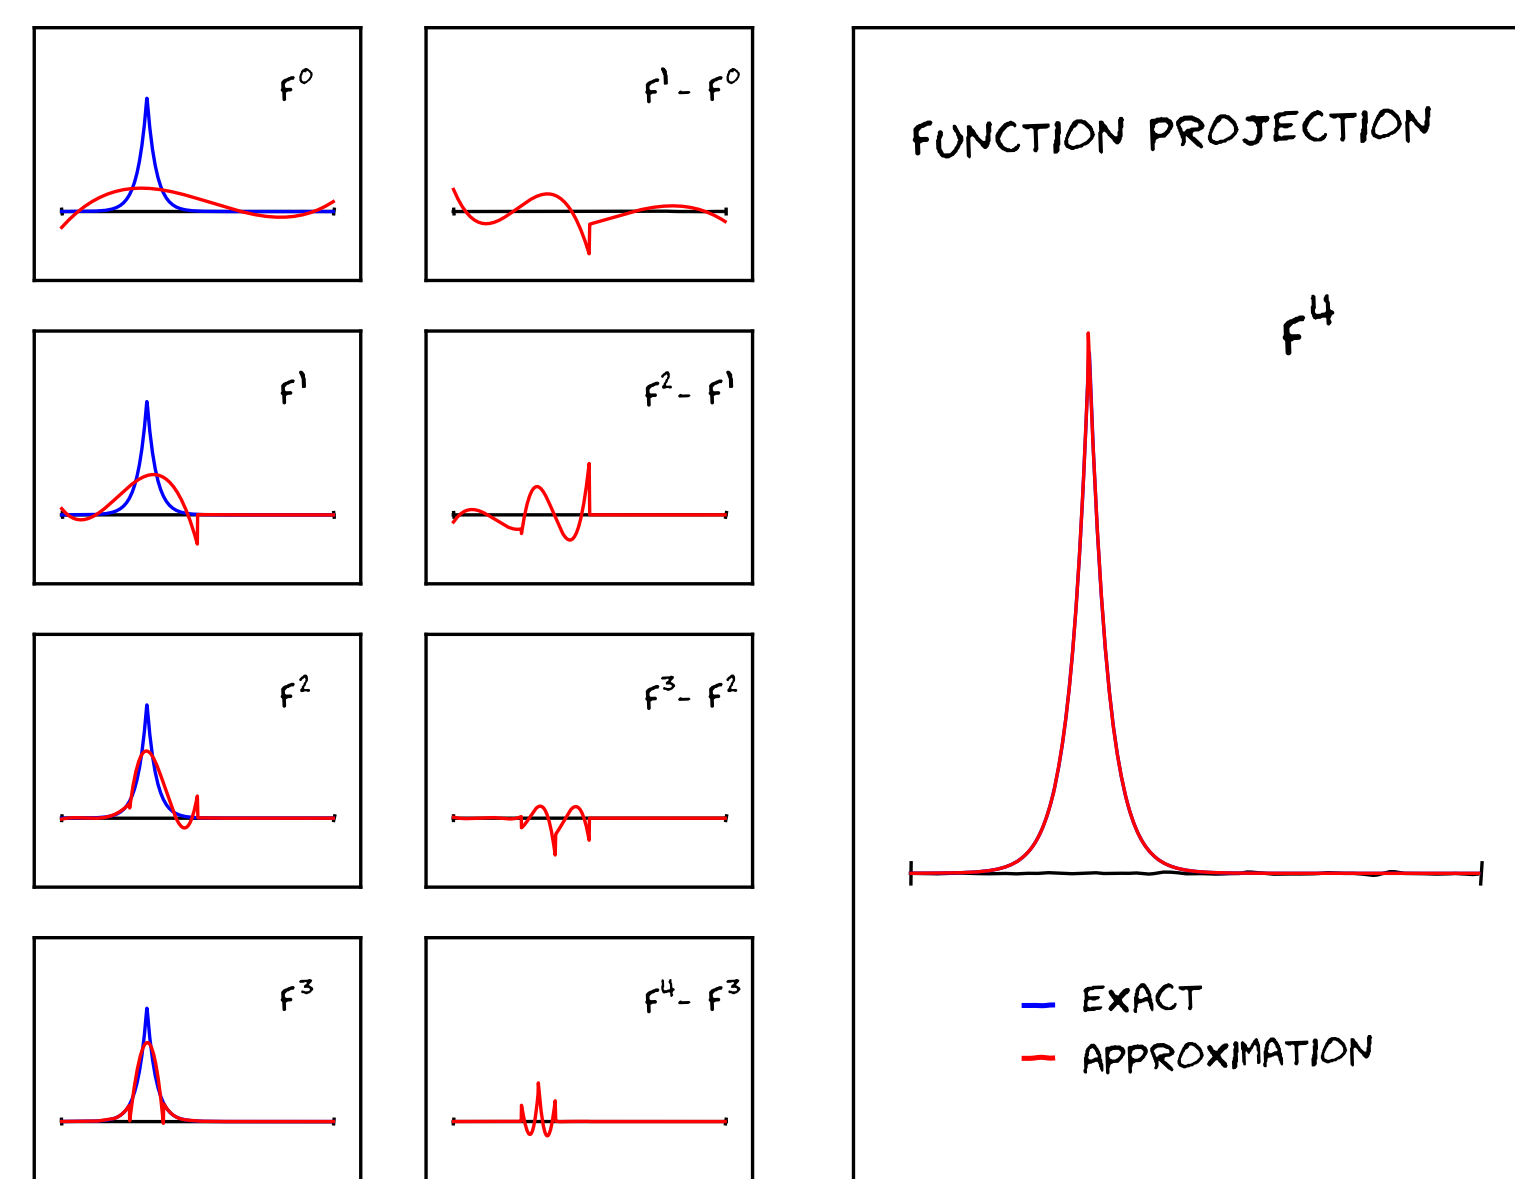 F⁰
F¹ - F⁰
F¹
F² - F¹
F²
F³ - F²
F³
F⁴ - F³
FUNCTION PROJECTION
F⁴
EXACT
APPROXIMATION